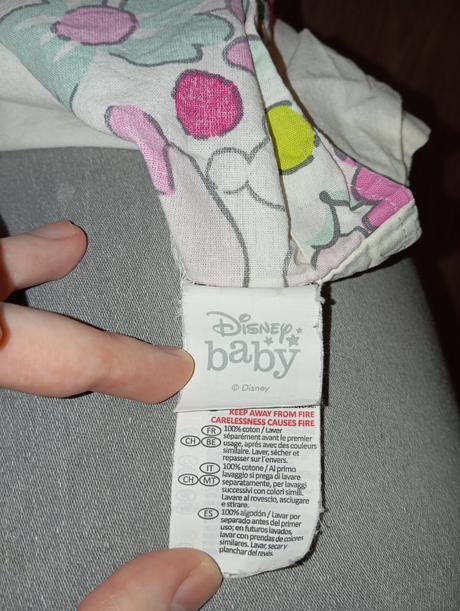 Disney
baby
© Disney
KEEP AWAY FROM FIRE
CARELESSNESS CAUSES FIRE
FR 100% coton / Laver
CH BE séparément avant le premier
usage, aprés avec des couleurs
similaire. Laver, sécher et
repasser sur l'envers.
IT 100% cotone / Al primo
lavaggio si prega di lavare
CH MT separatamente, per lavaggi
successivi con colori simili.
Lavare al rovescio, asciugare
e stirare.
ES 100% algodón / Lavar por
separado antes del primer
uso; en futuros lavados,
lavar con prendas de colores
similares. Lavar, secar y
planchar del revés.